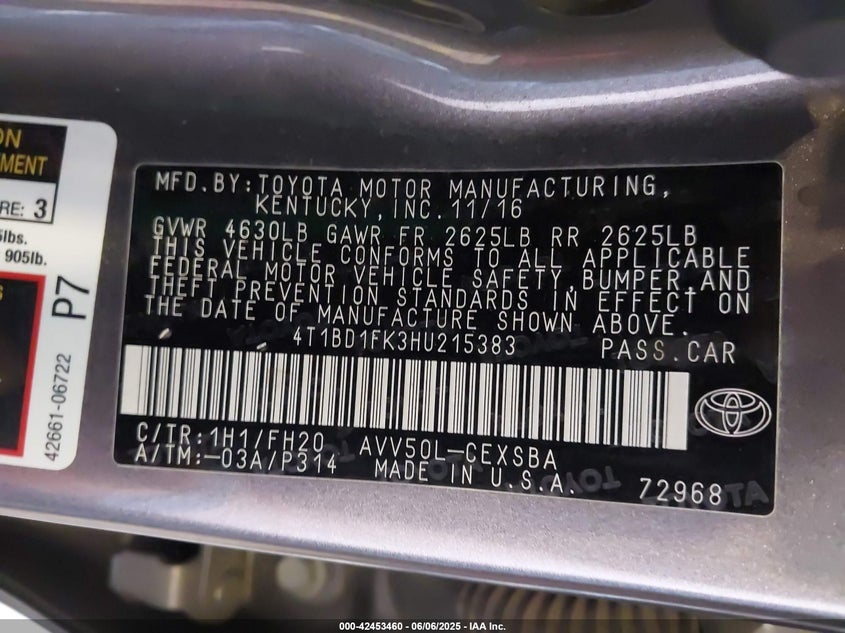 ON
EMENT
RE: 3
5lbs.
905lb.
P7
42661-06722
MFD.BY:TOYOTA MOTOR MANUFACTURING,
KENTUCKY,INC.11/16
GVWR 4630LB GAWR FR 2625LB RR 2625LB
THIS VEHICLE CONFORMS TO ALL APPLICABLE
FEDERAL MOTOR VEHICLE SAFETY,BUMPER,AND
THEFT PREVENTION STANDARDS IN EFFECT ON
THE DATE OF MANUFACTURE SHOWN ABOVE.
4T1BD1FK3HU215383 PASS.CAR
C/TR:1H1/FH20 AVV50L-CEXSBA
A/TM:-03A/P314 MADE IN U.S.A. 72968
000-42453460 - 06/06/2025 - IAA Inc.